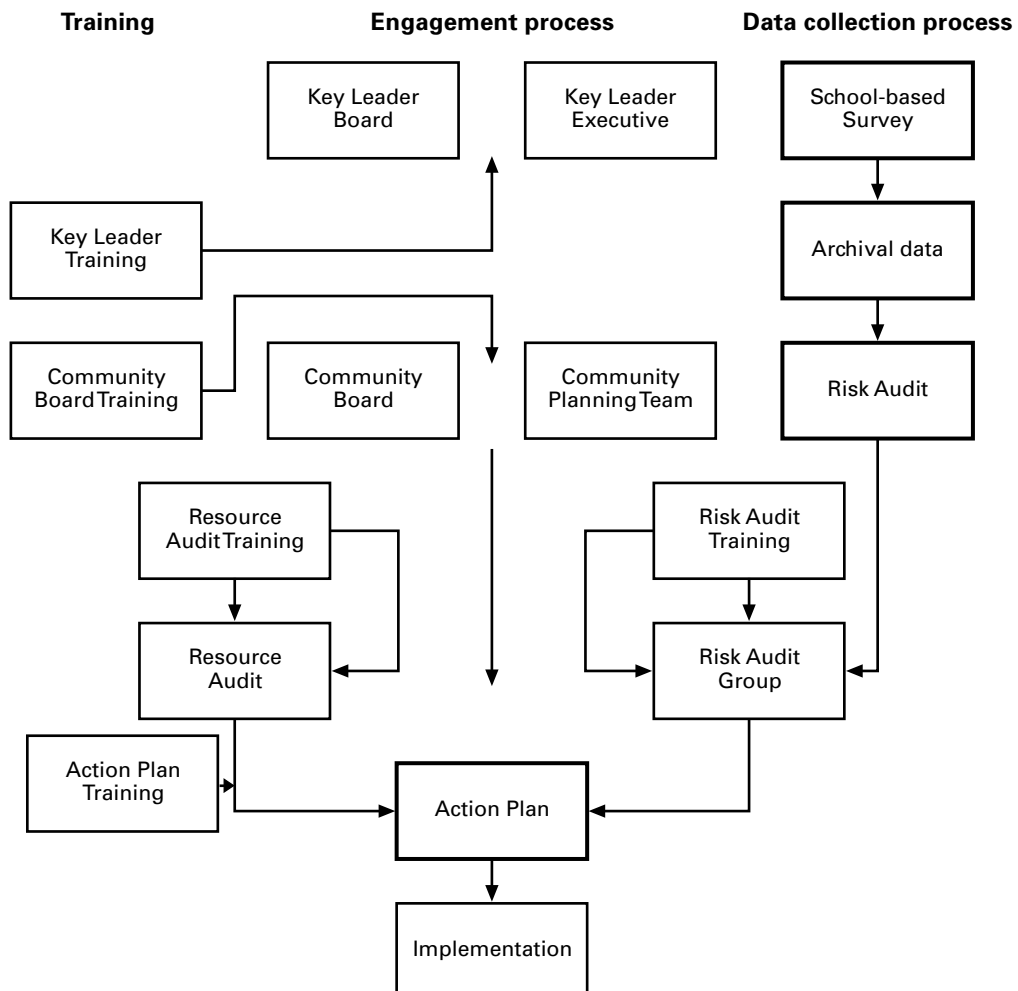 Training
Engagement process
Data collection process
Key Leader
Board
Key Leader
Executive
School-based
Survey
Key Leader
Training
Archival data
Community
Board Training
Community
Board
Community
Planning Team
Risk Audit
Resource
Audit Training
Risk Audit
Training
Resource
Audit
Risk Audit
Group
Action Plan
Training
Action Plan
Implementation